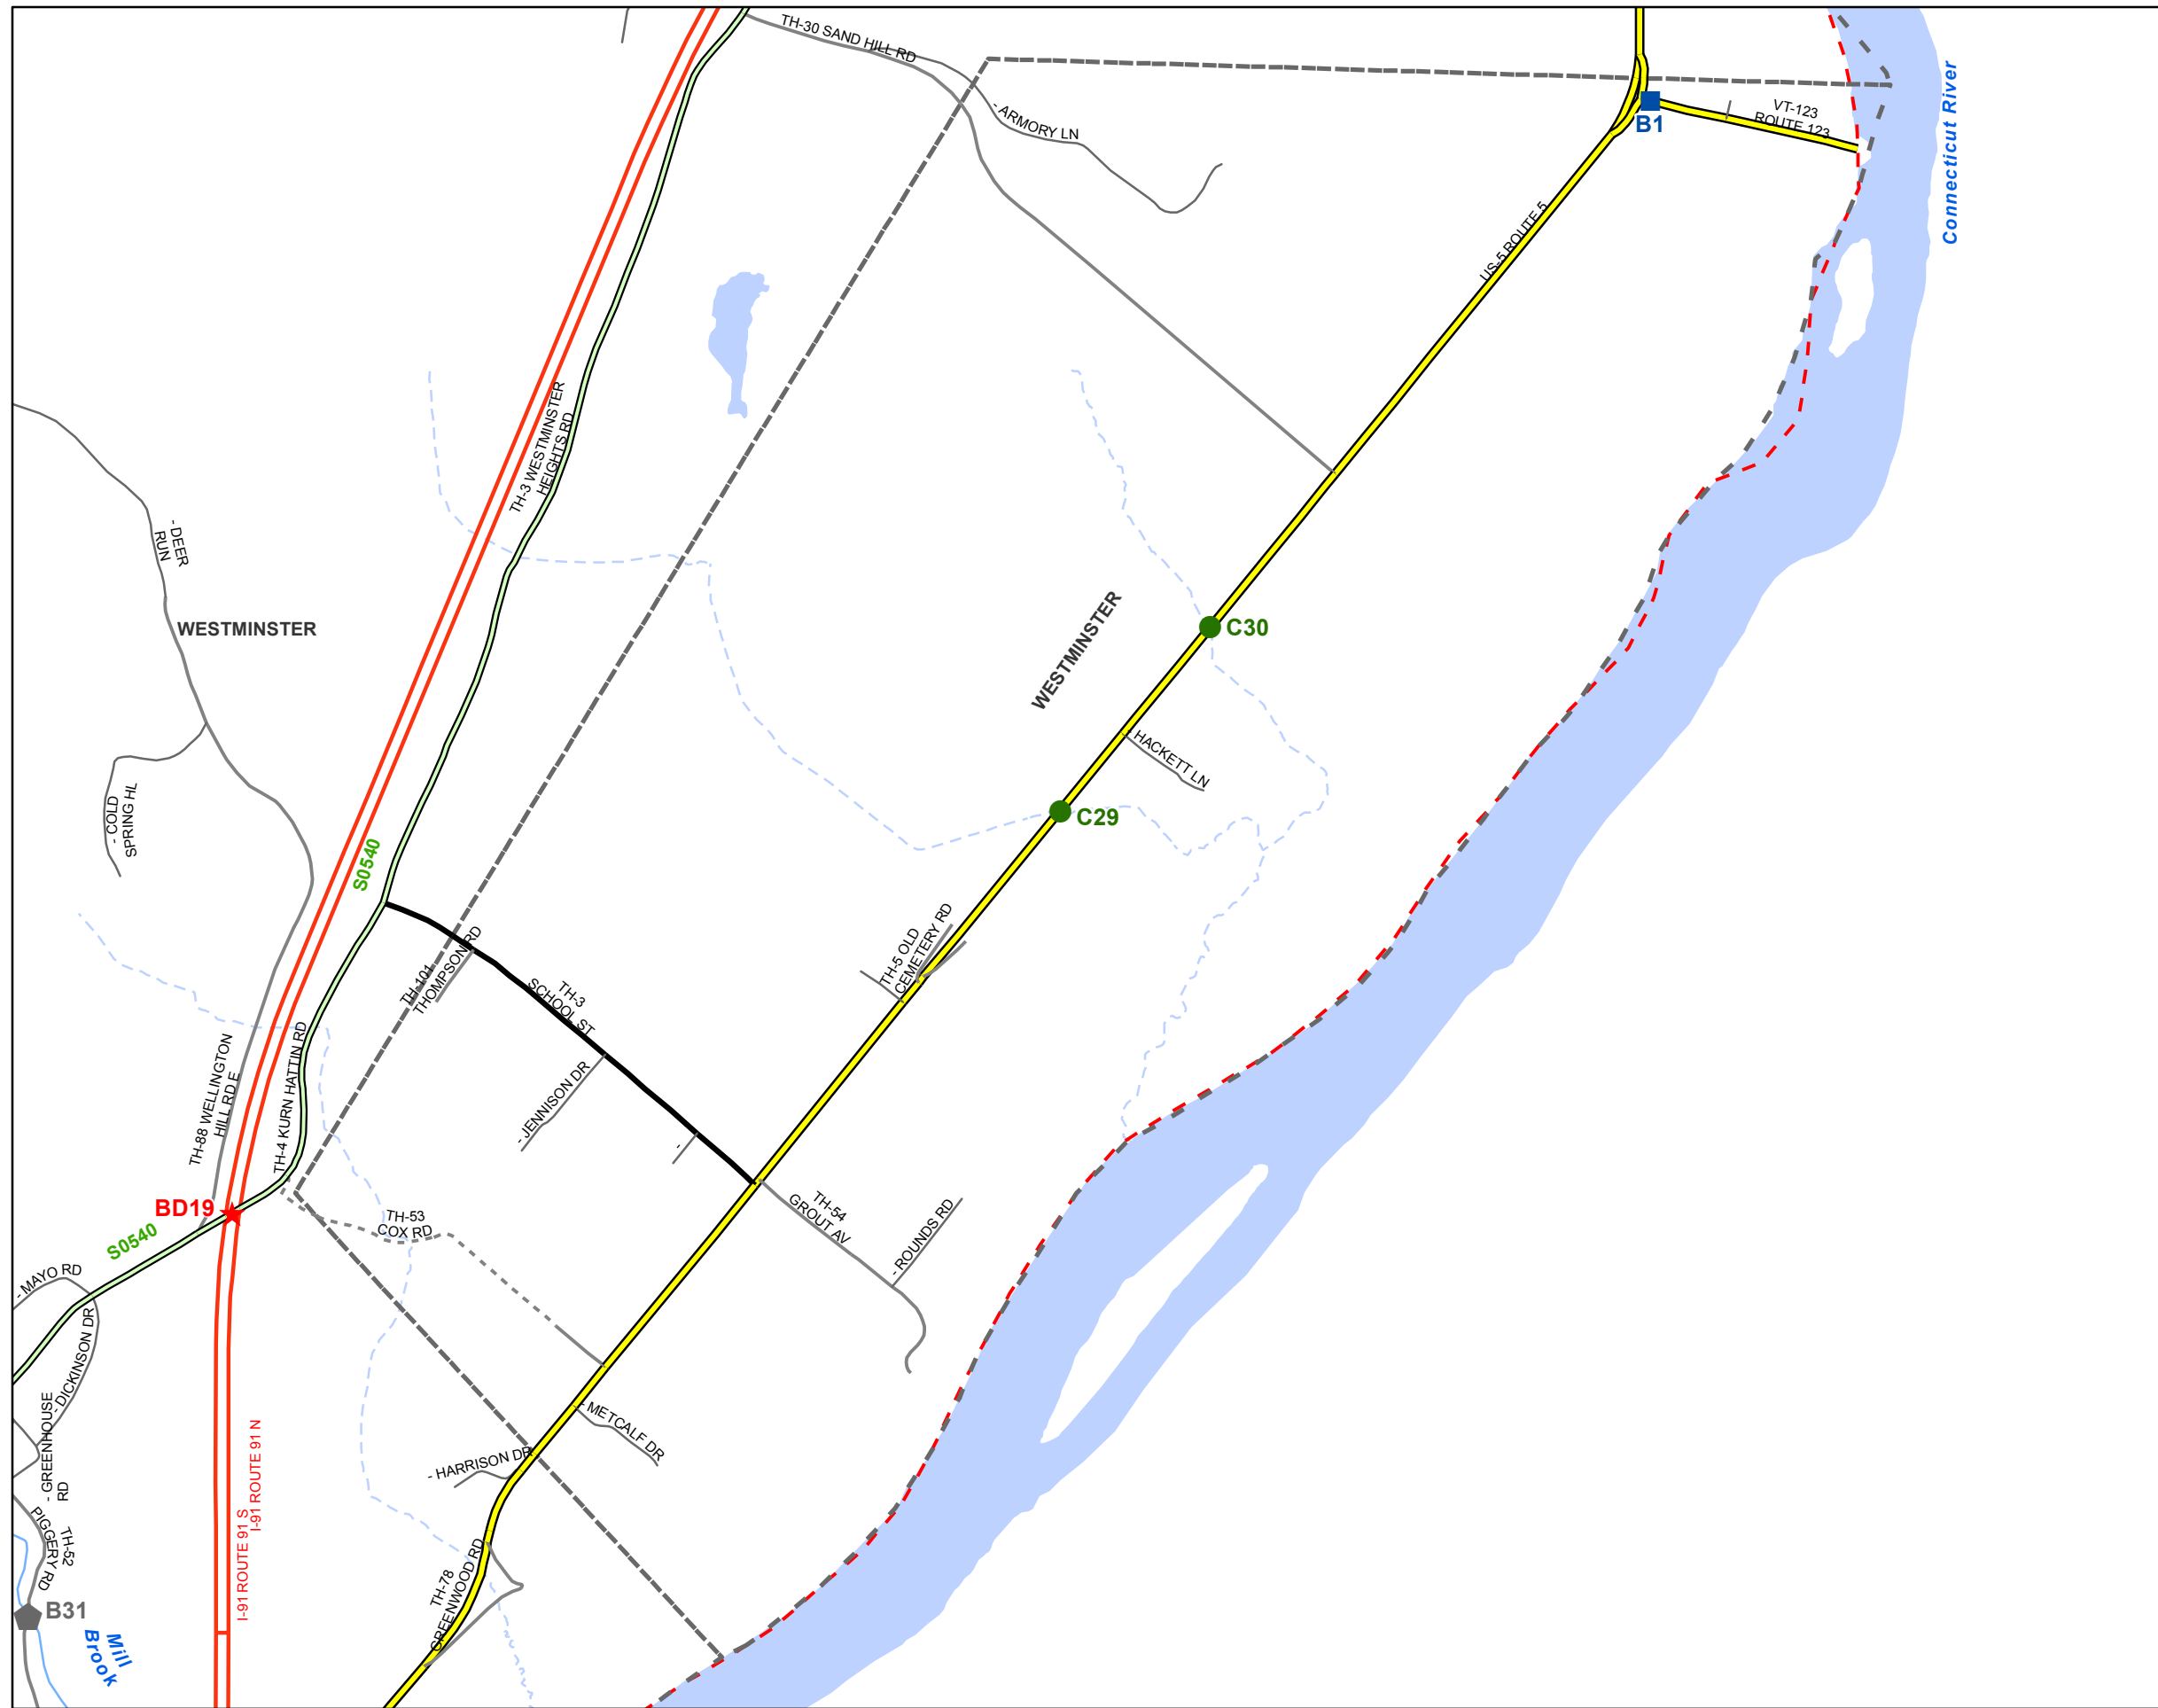 TH-30 SAND HILL RD
- ARMORY LN
VT-123
ROUTE 123
B1
Connecticut River
US-5 ROUTE 5
TH-3 WESTMINSTER
HEIGHTS RD
- DEER
RUN
WESTMINSTER
WESTMINSTER
C30
- HACKETT LN
C29
- COLD
SPRING HL
S0540
TH-5 OLD
CEMETERY RD
TH-101
THOMPSON RD
TH-3
SCHOOL ST
TH-88 WELLINGTON
HILL RD E
TH-4 KURN HATTIN RD
- JENNISON DR
-
BD19
S0540
TH-53
COX RD
TH-54
GROUT AV
- ROUNDS RD
- MAYO RD
- DICKINSON DR
- GREENHOUSE
RD
I-91 ROUTE 91 S
I-91 ROUTE 91 N
- METCALF DR
- HARRISON DR
TH-52
PIGGERY RD
TH-78
GREENWOOD RD
B31
Mill
Brook